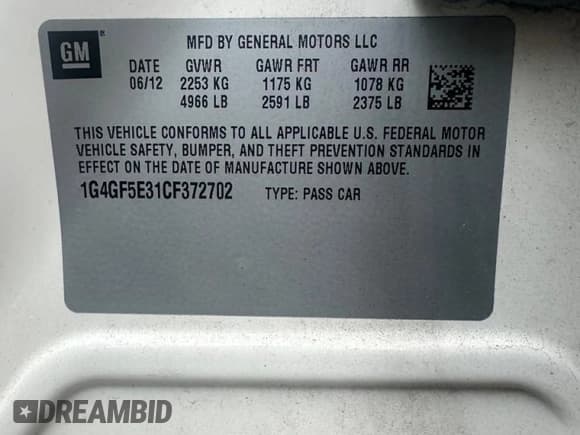 GM
MFD BY GENERAL MOTORS LLC
DATE GVWR GAWR FRT GAWR RR
06/12 2253 KG 1175 KG 1078 KG
4966 LB 2591 LB 2375 LB
THIS VEHICLE CONFORMS TO ALL APPLICABLE U.S. FEDERAL MOTOR
VEHICLE SAFETY, BUMPER, AND THEFT PREVENTION STANDARDS IN
EFFECT ON THE DATE OF MANUFACTURE SHOWN ABOVE.
1G4GF5E31CF372702 TYPE: PASS CAR
DREAMBID